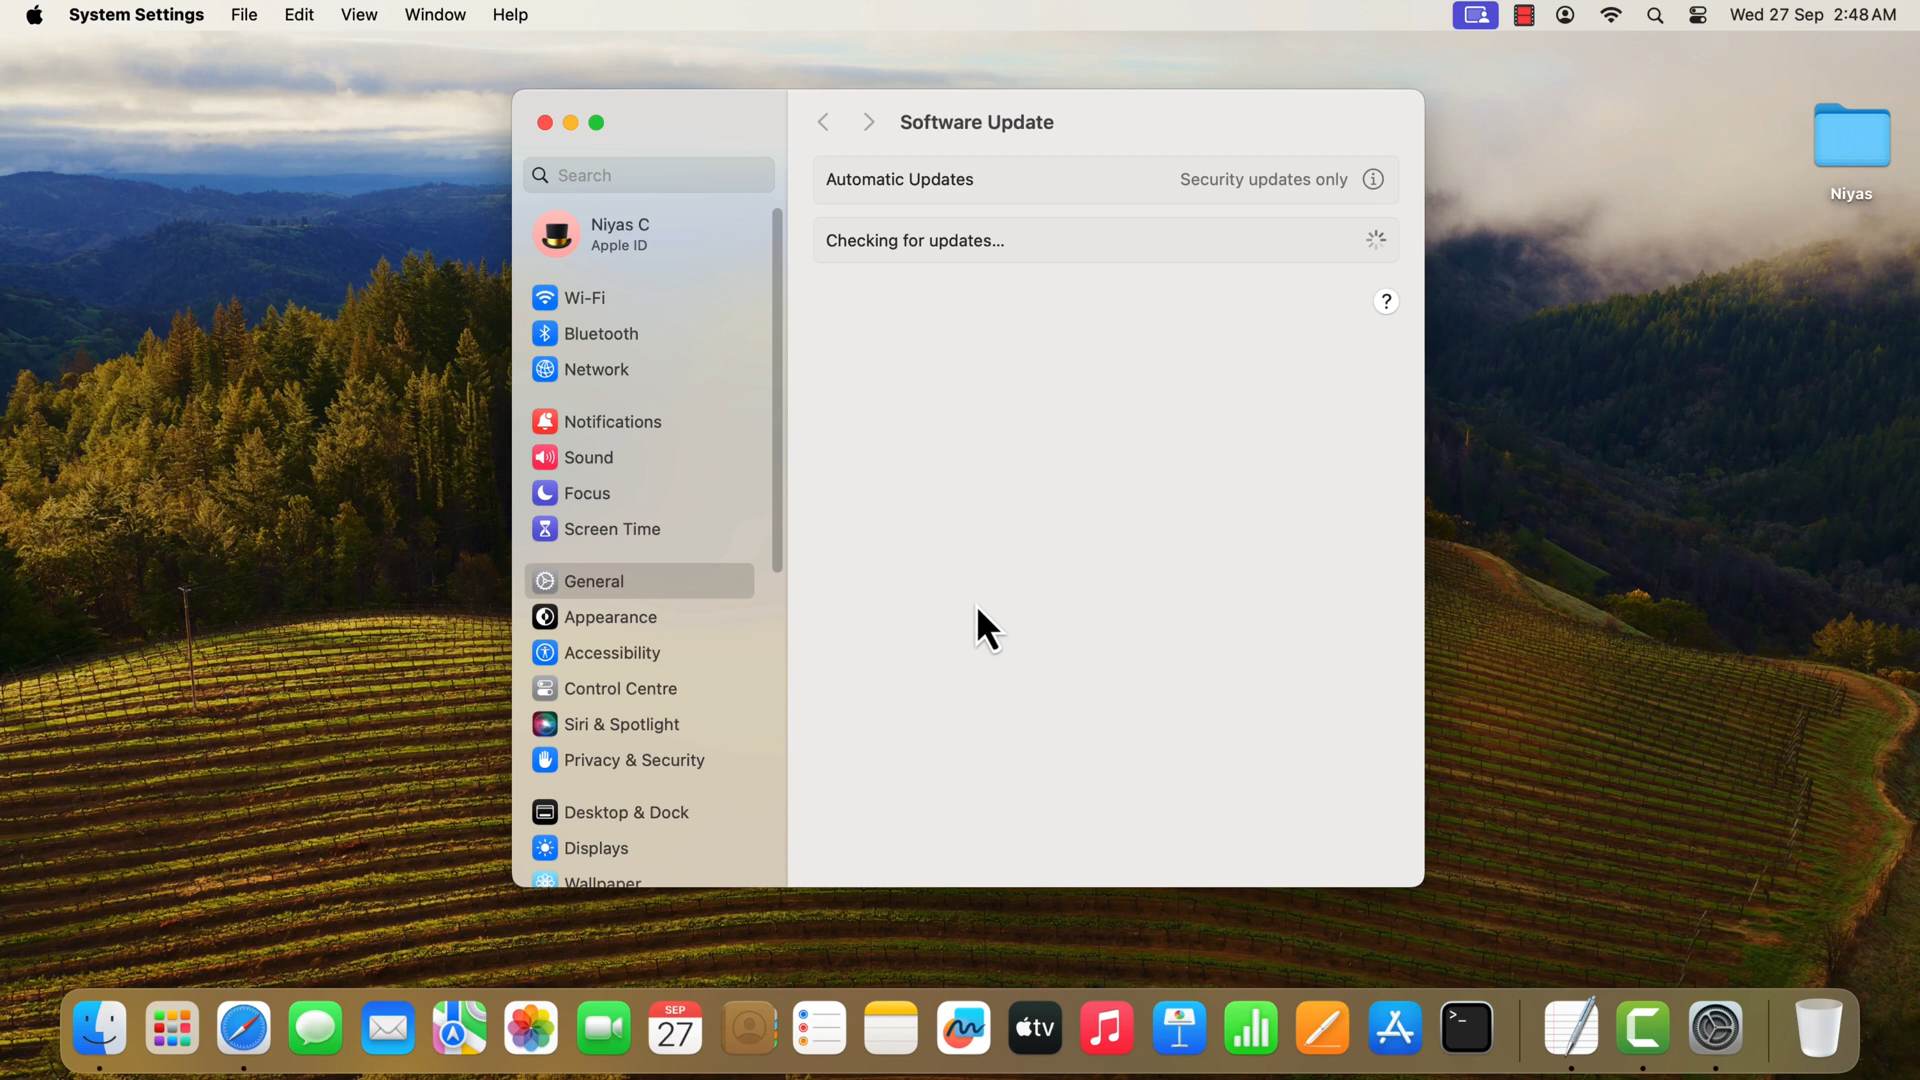 System Settings File Edit View Window Help
Wed 27 Sep 2:48 AM
Software Update
Search
Automatic Updates Security updates only
Niyas
Niyas C
Apple ID
Checking for updates...
?
Wi-Fi
Bluetooth
Network
Notifications
Sound
Focus
Screen Time
General
Appearance
Accessibility
Control Centre
Siri & Spotlight
Privacy & Security
Desktop & Dock
Displays
Wallpaper
SEP
27
tv
>_